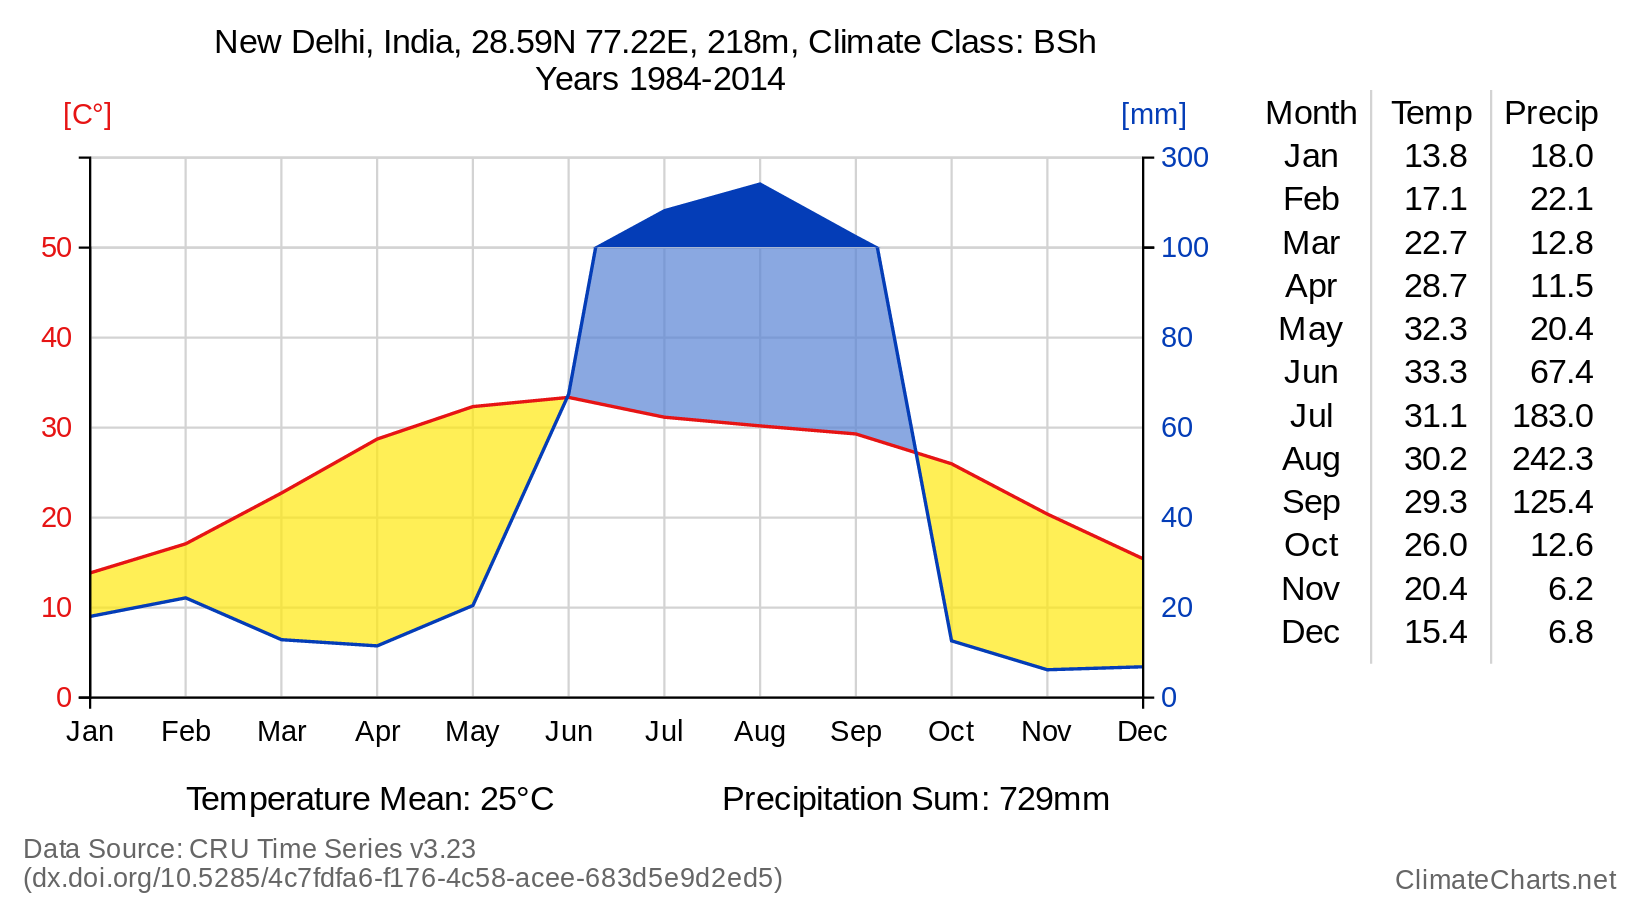 New Delhi, India, 28.59N 77.22E, 218m, Climate Class: BSh
Years 1984-2014
[C°] [mm]
300
50 100
40 80
30 60
20 40
10 20
0 0
Jan Feb Mar Apr May Jun Jul Aug Sep Oct Nov Dec
Month Temp Precip
Jan 13.8 18.0
Feb 17.1 22.1
Mar 22.7 12.8
Apr 28.7 11.5
May 32.3 20.4
Jun 33.3 67.4
Jul 31.1 183.0
Aug 30.2 242.3
Sep 29.3 125.4
Oct 26.0 12.6
Nov 20.4 6.2
Dec 15.4 6.8
Temperature Mean: 25°C Precipitation Sum: 729mm
Data Source: CRU Time Series v3.23
(dx.doi.org/10.5285/4c7fdfa6-f176-4c58-acee-683d5e9d2ed5)
ClimateCharts.net